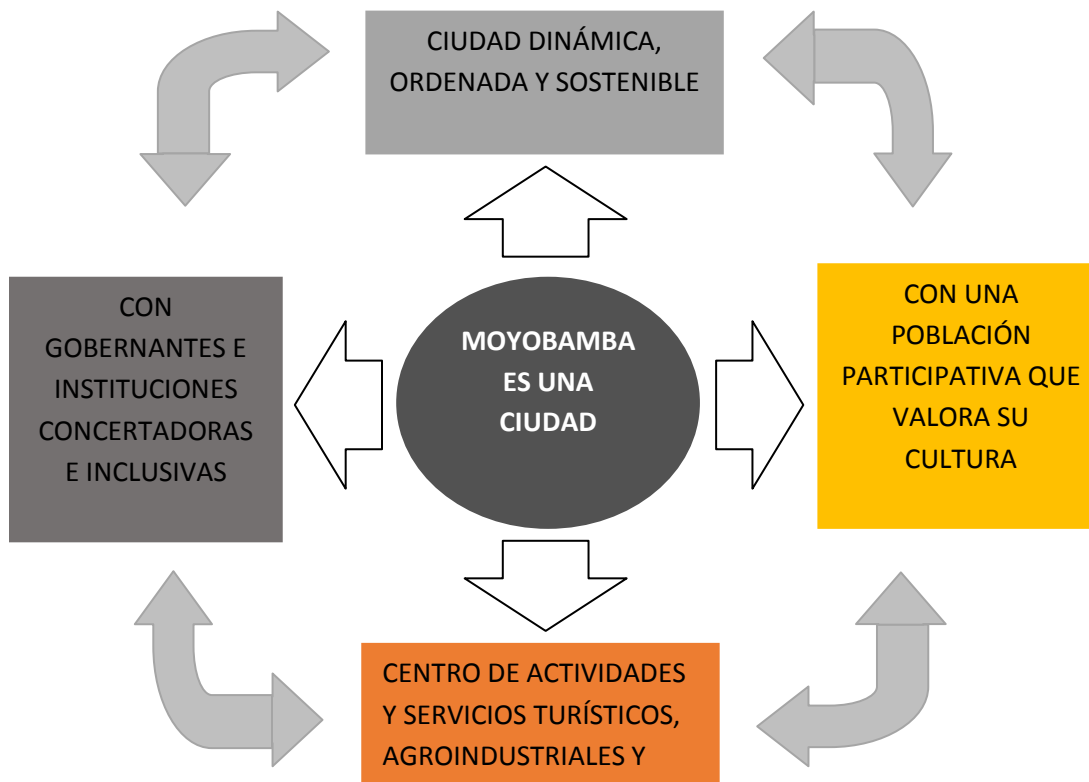 CIUDAD DINÁMICA,
ORDENADA Y SOSTENIBLE
CON
GOBERNANTES E
INSTITUCIONES
CONCERTADORAS
E INCLUSIVAS
MOYOBAMBA
ES UNA
CIUDAD
CON UNA
POBLACIÓN
PARTICIPATIVA QUE
VALORA SU
CULTURA
CENTRO DE ACTIVIDADES
Y SERVICIOS TURÍSTICOS,
AGROINDUSTRIALES Y